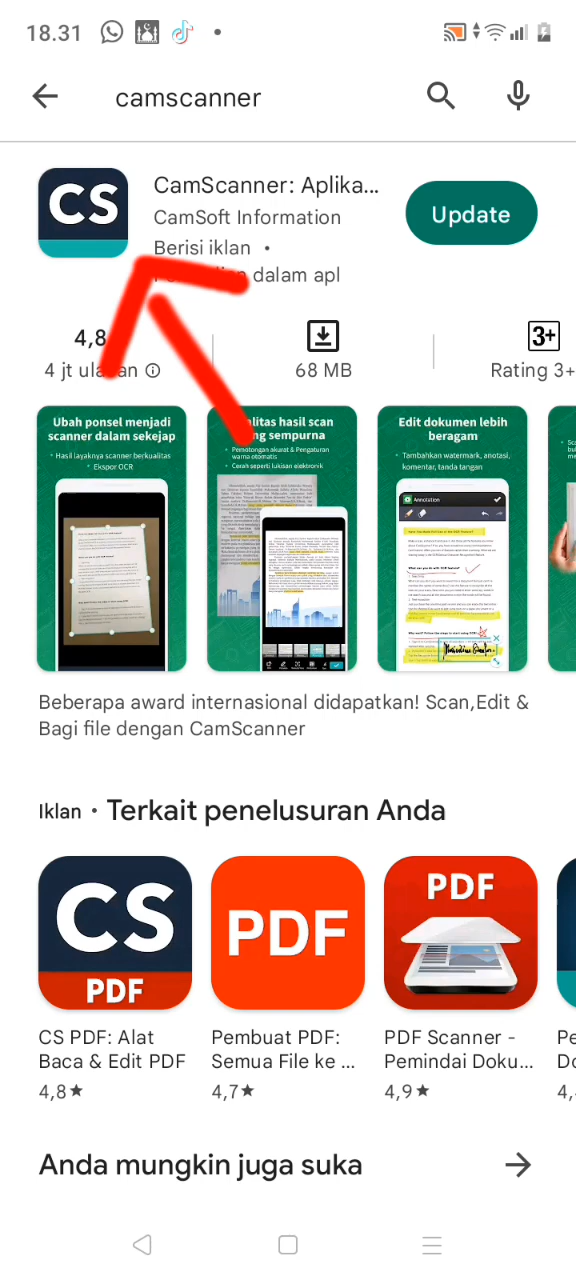 18.31
camscanner
CS
CamScanner: Aplika...
CamSoft Information
Berisi iklan •
dalam apl
Update
4,8
4 jt
68 MB
3+
Rating 3+
Ubah ponsel menjadi
scanner dalam sekejap
• Hasil layaknya scanner berkualitas
• Ekspor OCR
hasil scan
sempurna
• Pemotongan akurat & Pengaturan
warna otomatis
• Cerah seperti lukisan elektronik
Edit dokumen lebih
beragam
• Tambahkan watermark, anotasi,
komentar, tanda tangan
Annotation
Beberapa award internasional didapatkan! Scan,Edit &
Bagi file dengan CamScanner
Iklan • Terkait penelusuran Anda
CS
PDF
PDF
PDF
CS PDF: Alat
Baca & Edit PDF
4,8★
Pembuat PDF:
Semua File ke ...
4,7★
PDF Scanner -
Pemindai Doku...
4,9★
Anda mungkin juga suka